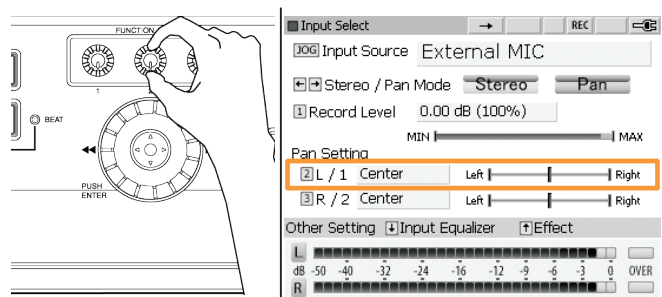 FUNCTION
1
BEAT
PUSH
ENTER
Input Select → REC
JOG Input Source External MIC
←→ Stereo / Pan Mode Stereo Pan
1 Record Level 0.00 dB (100%)
MIN MAX
Pan Setting
2 L / 1 Center Left Right
3 R / 2 Center Left Right
Other Setting ↓ Input Equalizer ↑ Effect
L
dB -50 -40 -32 -24 -16 -12 -9 -6 -3 0 OVER
R